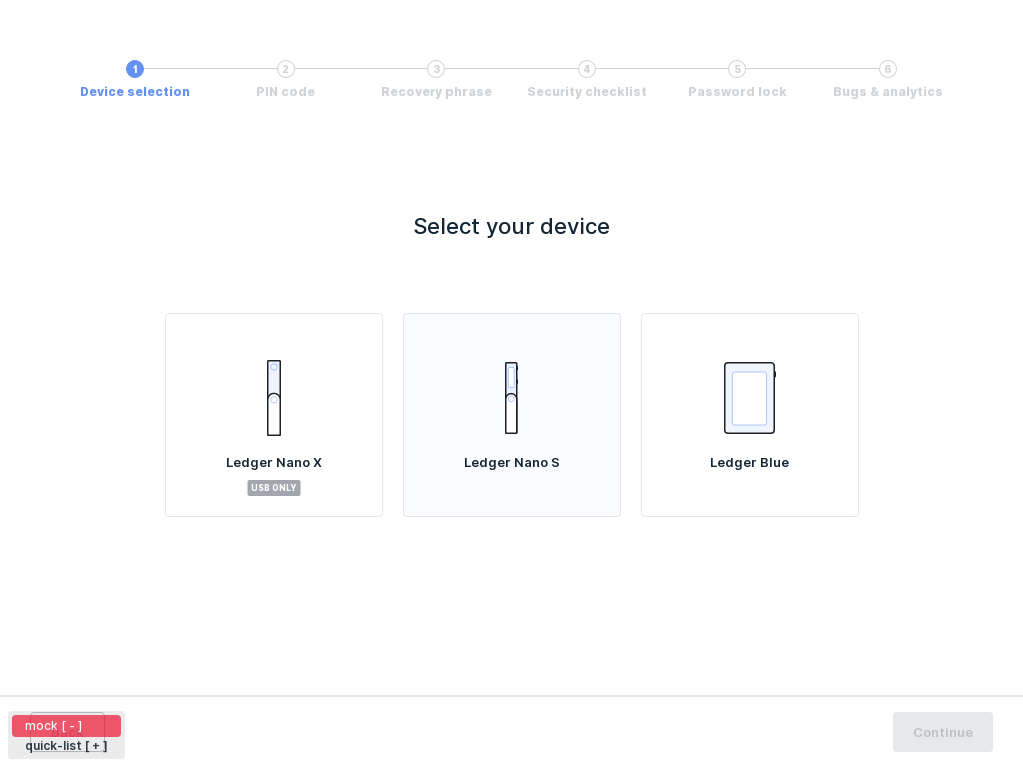 1 2 3 4 5 6
Device selection PIN code Recovery phrase Security checklist Password lock Bugs & analytics
Select your device
Ledger Nano X Ledger Nano S Ledger Blue
USB ONLY
mock [ - ]
quick-list [ + ]
Continue